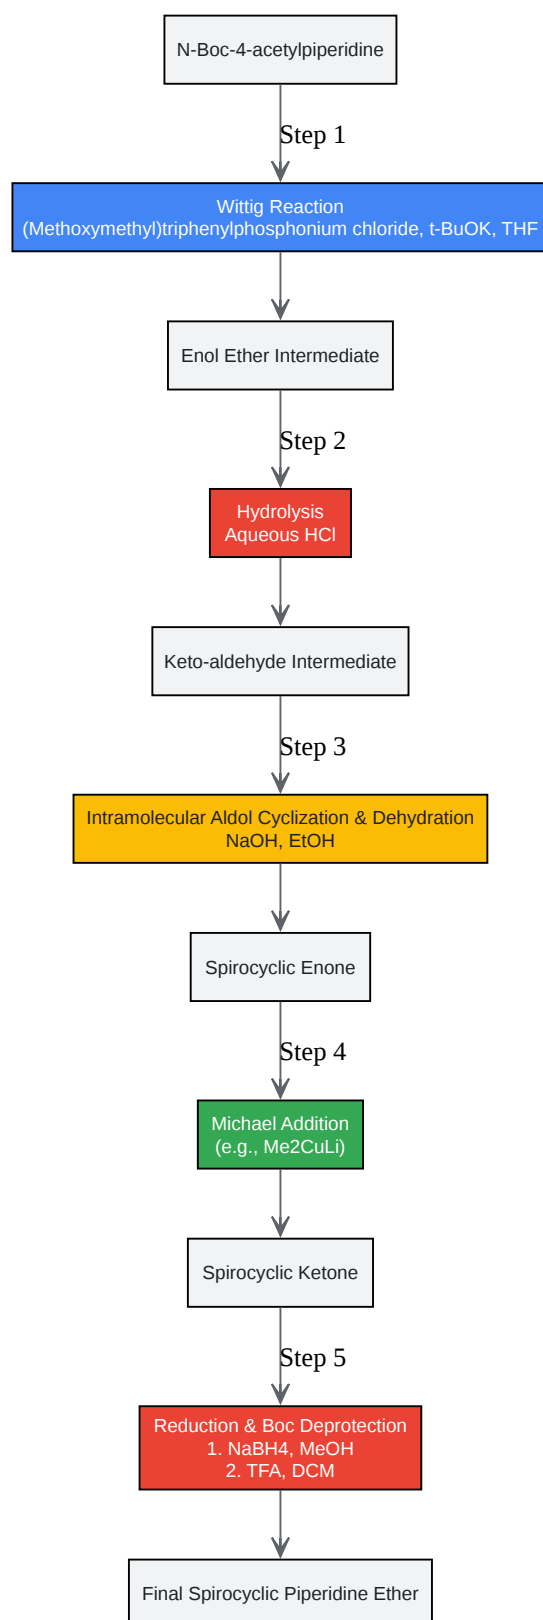 N-Boc-4-acetylpiperidine
Step 1
Wittig Reaction
(Methoxymethyl)triphenylphosphonium chloride, t-BuOK, THF
Enol Ether Intermediate
Step 2
Hydrolysis
Aqueous HCl
Keto-aldehyde Intermediate
Step 3
Intramolecular Aldol Cyclization & Dehydration
NaOH, EtOH
Spirocyclic Enone
Step 4
Michael Addition
(e.g., Me2CuLi)
Spirocyclic Ketone
Step 5
Reduction & Boc Deprotection
1. NaBH4, MeOH
2. TFA, DCM
Final Spirocyclic Piperidine Ether